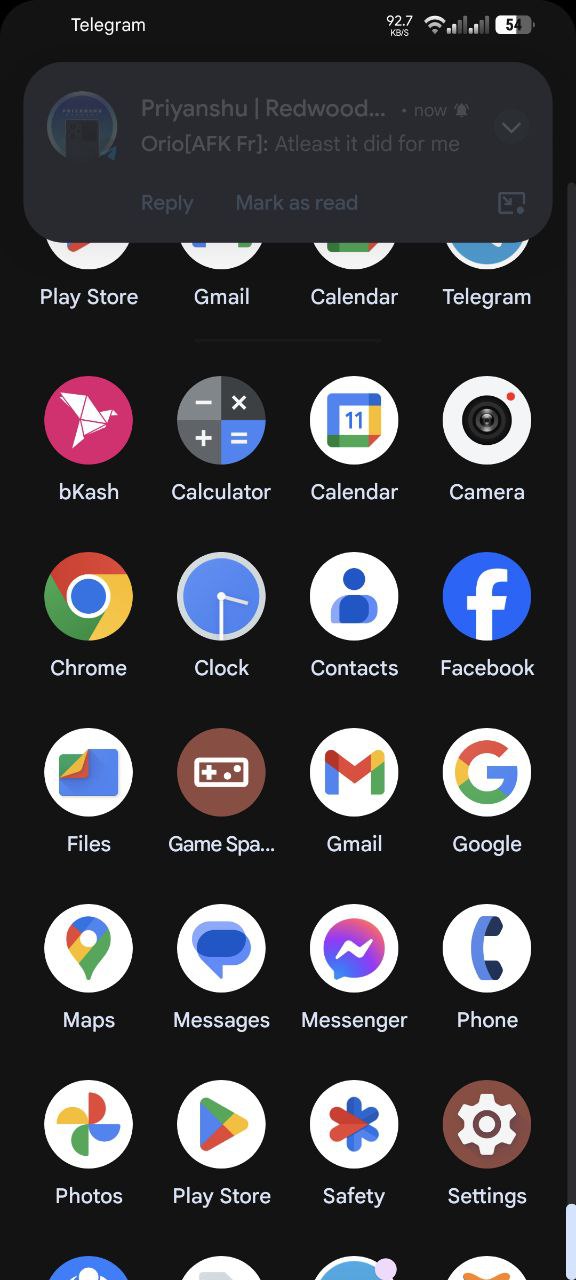 Telegram
92.7
KB/S
54
Priyanshu | Redwood... • now
Orio[AFK Fr]: Atleast it did for me
Reply
Mark as read
Play Store
Gmail
Calendar
Telegram
11
bKash
Calculator
Calendar
Camera
Chrome
Clock
Contacts
Facebook
Files
Game Spa...
Gmail
Google
Maps
Messages
Messenger
Phone
Photos
Play Store
Safety
Settings